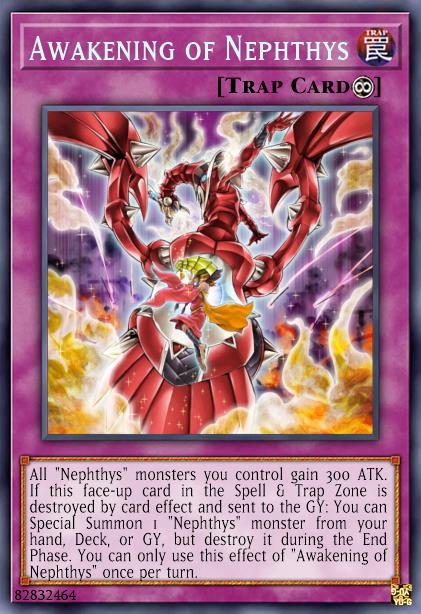 Awakening of Nephthys
TRAP
罠
[Trap Card]
All "Nephthys" monsters you control gain 300 ATK.
If this face-up card in the Spell & Trap Zone is
destroyed by card effect and sent to the GY: You can
Special Summon 1 "Nephthys" monster from your
hand, Deck, or GY, but destroy it during the End
Phase. You can only use this effect of "Awakening of
Nephthys" once per turn.
82832464